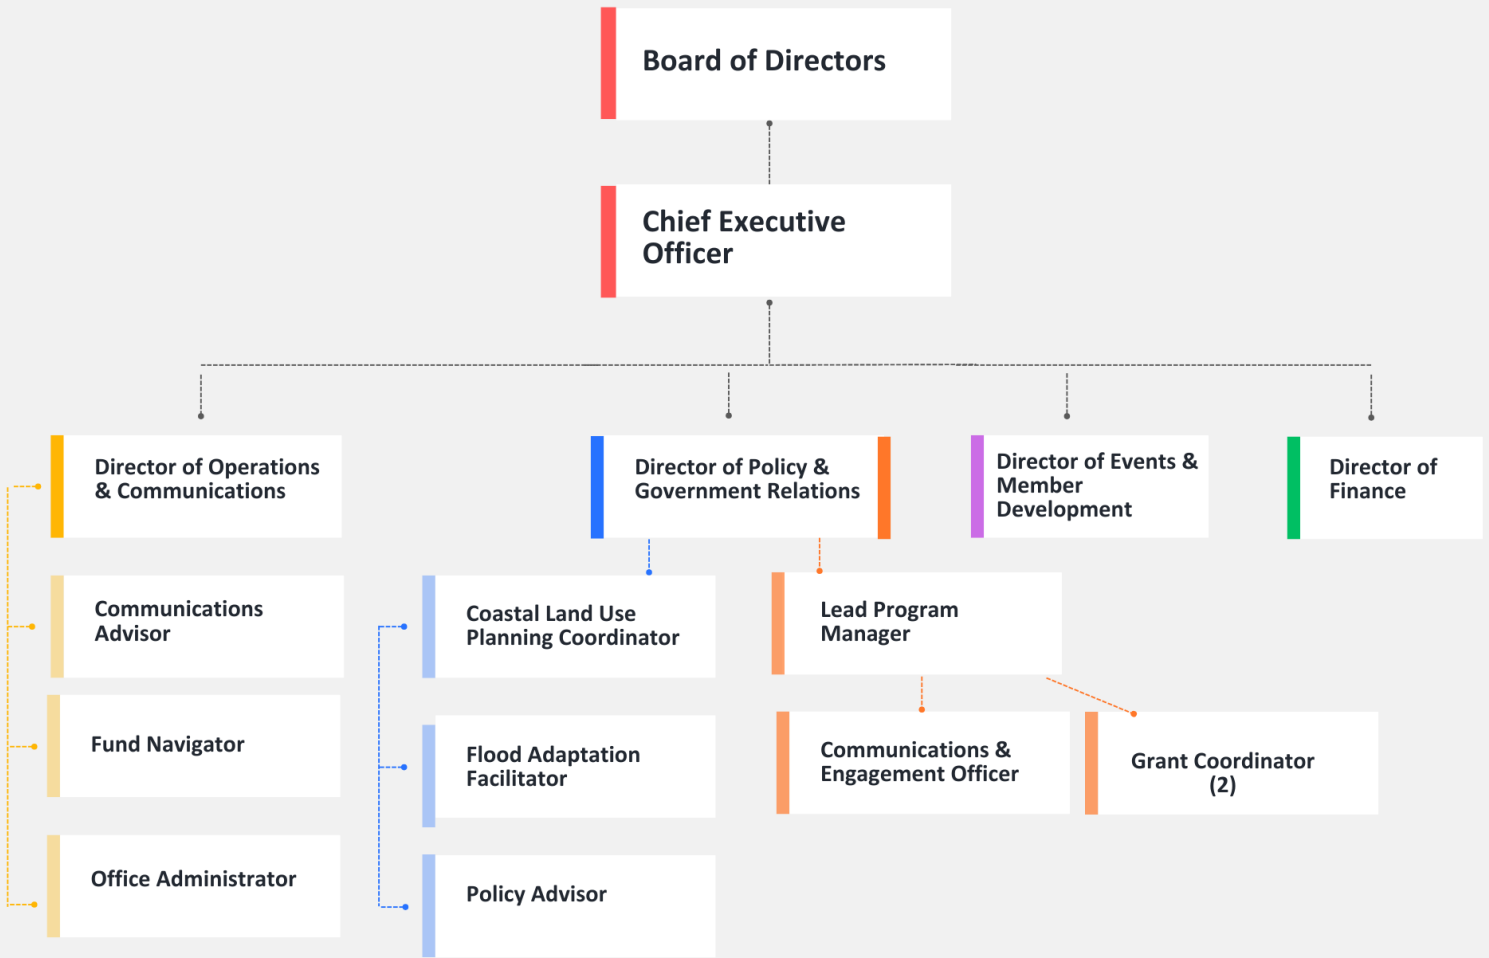 Board of Directors
Chief Executive
Officer
Director of Operations
& Communications
Director of Policy &
Government Relations
Director of Events &
Member
Development
Director of
Finance
Communications
Advisor
Coastal Land Use
Planning Coordinator
Lead Program
Manager
Fund Navigator
Flood Adaptation
Facilitator
Communications &
Engagement Officer
Grant Coordinator
(2)
Office Administrator
Policy Advisor